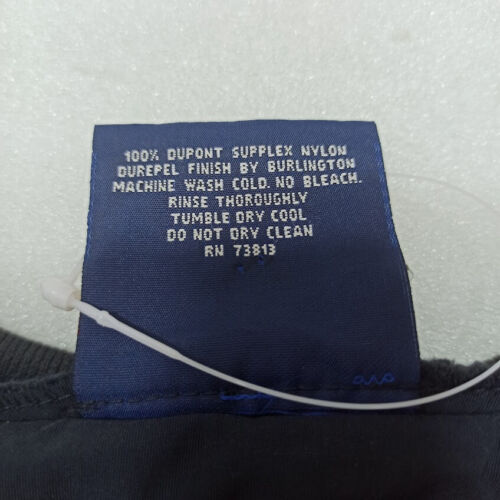 100% DUPONT SUPPLEX NYLON
DUREPEL FINISH BY BURLINGTON
MACHINE WASH COLD. NO BLEACH.
RINSE THOROUGHLY
TUMBLE DRY COOL
DO NOT DRY CLEAN
RN 73813